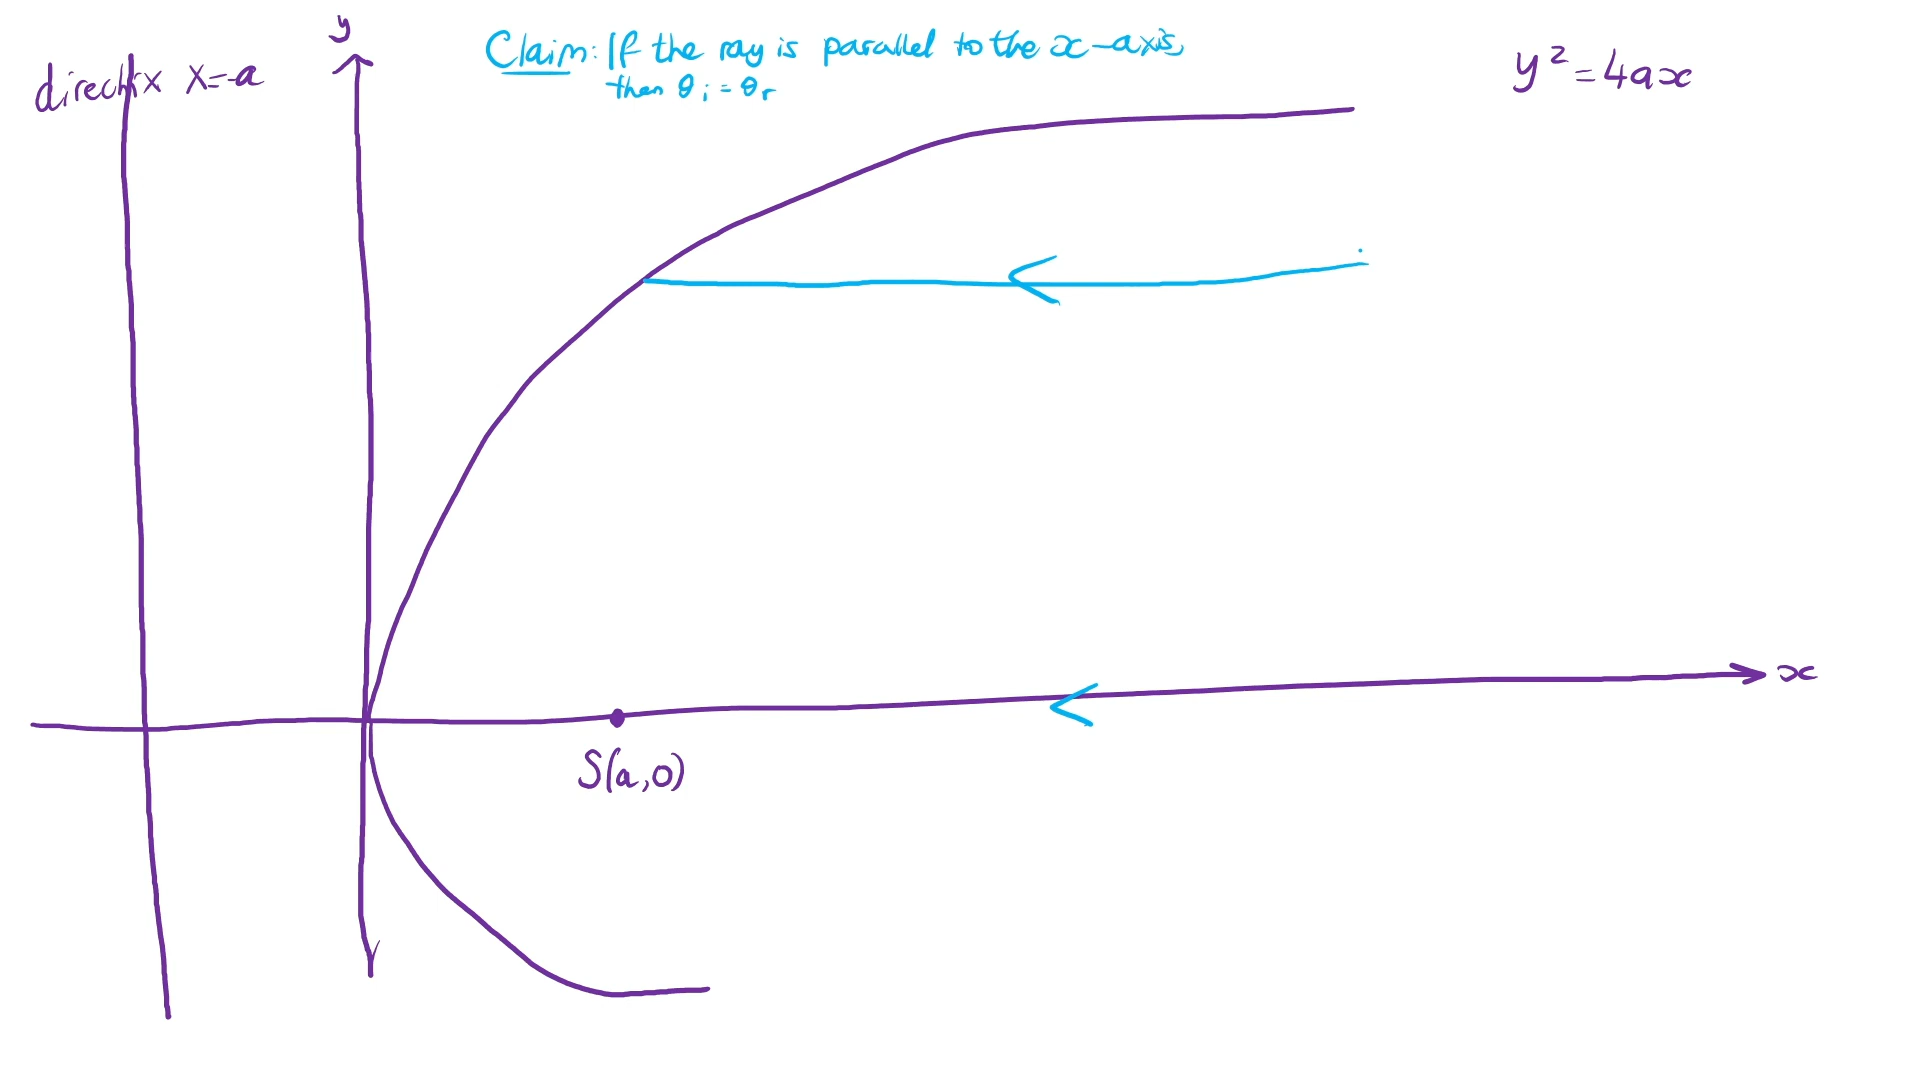 y
Claim: If the ray is parallel to the x-axis,
then θi = θr
y² = 4ax
directrix x=-a
x
S(a,0)